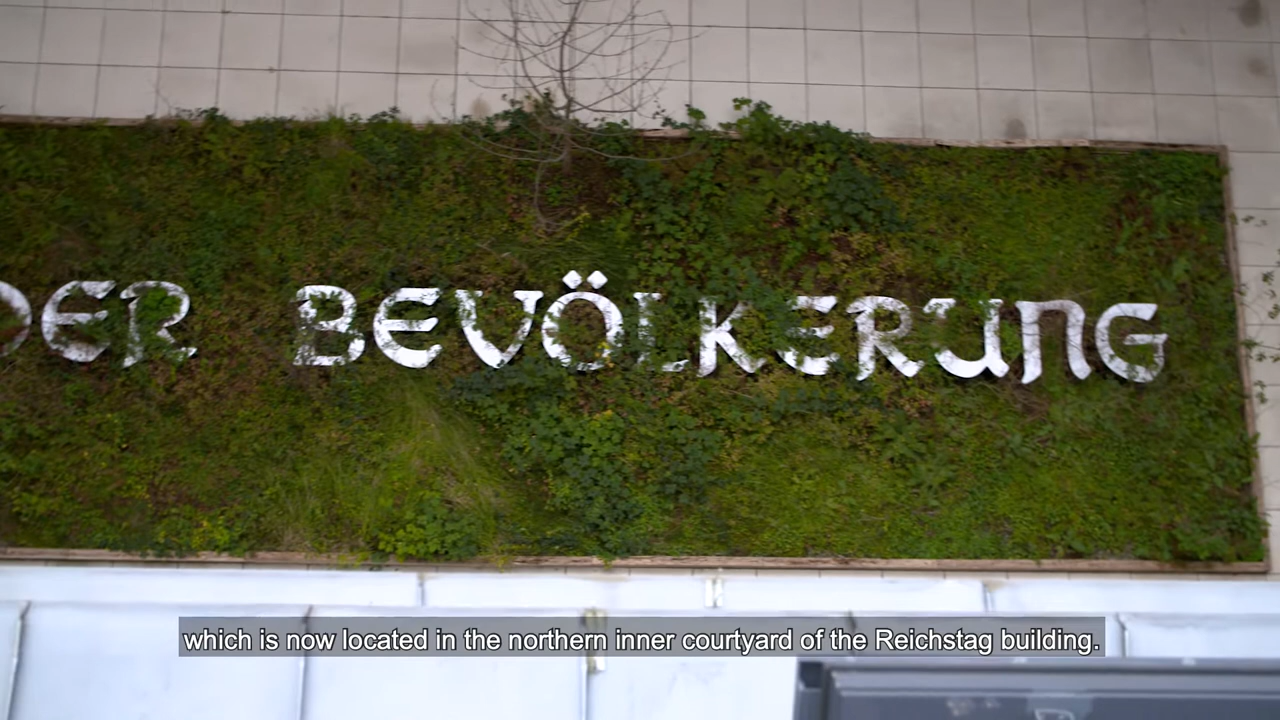 DER BEVÖLKERUNG
which is now located in the northern inner courtyard of the Reichstag building.